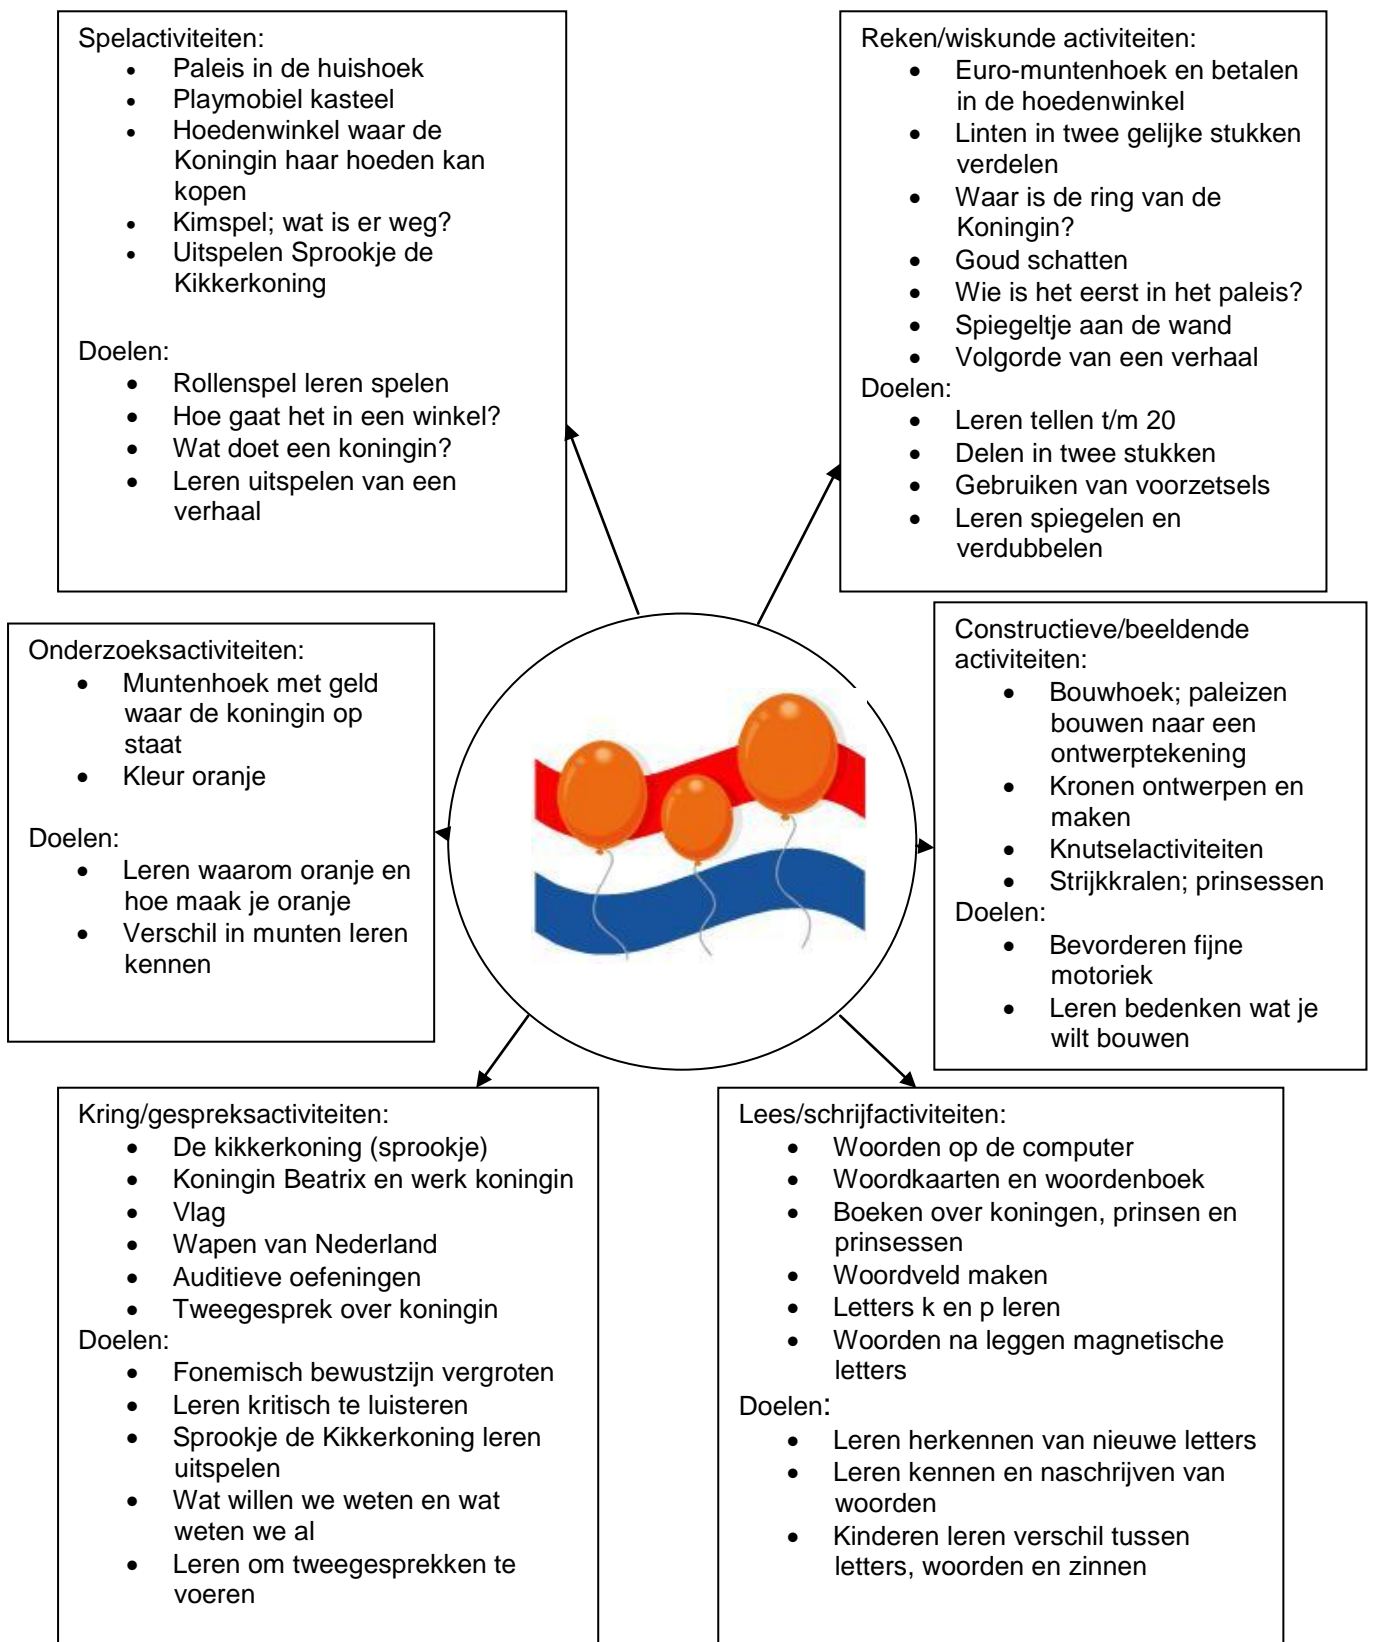 Spelactiviteiten:
• Paleis in de huishoek
• Playmobiel kasteel
• Hoedenwinkel waar de
Koningin haar hoeden kan
kopen
• Kimspel; wat is er weg?
• Uitspelen Sprookje de
Kikkerkoning
Doelen:
• Rollenspel leren spelen
• Hoe gaat het in een winkel?
• Wat doet een koningin?
• Leren uitspelen van een
verhaal
Reken/wiskunde activiteiten:
• Euro-muntenhoek en betalen
in de hoedenwinkel
• Linten in twee gelijke stukken
verdelen
• Waar is de ring van de
Koningin?
• Goud schatten
• Wie is het eerst in het paleis?
• Spiegeltje aan de wand
• Volgorde van een verhaal
Doelen:
• Leren tellen t/m 20
• Delen in twee stukken
• Gebruiken van voorzetsels
• Leren spiegelen en
verdubbelen
Onderzoeksactiviteiten:
• Muntenhoek met geld
waar de koningin op
staat
• Kleur oranje
Doelen:
• Leren waarom oranje en
hoe maak je oranje
• Verschil in munten leren
kennen
Constructieve/beeldende
activiteiten:
• Bouwhoek; paleizen
bouwen naar een
ontwerptekening
• Kronen ontwerpen en
maken
• Knutselactiviteiten
• Strijkkralen; prinsessen
Doelen:
• Bevorderen fijne
motoriek
• Leren bedenken wat je
wilt bouwen
Kring/gespreksactiviteiten:
• De kikkerkoning (sprookje)
• Koningin Beatrix en werk koningin
• Vlag
• Wapen van Nederland
• Auditieve oefeningen
• Tweegesprek over koningin
Doelen:
• Fonemisch bewustzijn vergroten
• Leren kritisch te luisteren
• Sprookje de Kikkerkoning leren
uitspelen
• Wat willen we weten en wat
weten we al
• Leren om tweegesprekken te
voeren
Lees/schrijfactiviteiten:
• Woorden op de computer
• Woordkaarten en woordenboek
• Boeken over koningen, prinsen en
prinsessen
• Woordveld maken
• Letters k en p leren
• Woorden na leggen magnetische
letters
Doelen:
• Leren herkennen van nieuwe letters
• Leren kennen en naschrijven van
woorden
• Kinderen leren verschil tussen
letters, woorden en zinnen